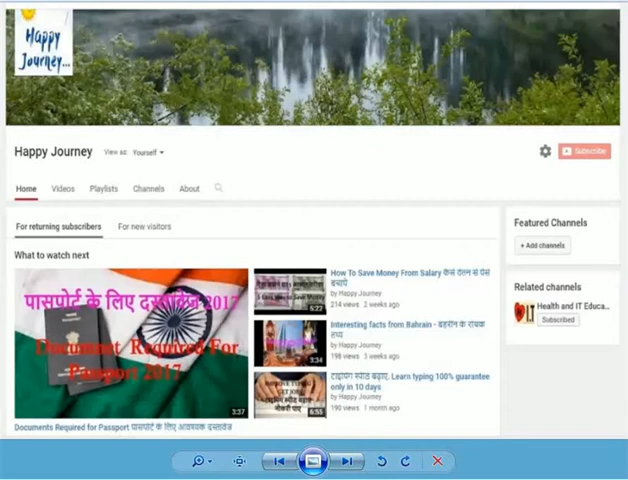 Happy
Journey...
Happy Journey
View as: Yourself
Subscribe
Home
Videos
Playlists
Channels
About
For returning subscribers
For new visitors
What to watch next
पासपोर्ट के लिए दस्तावेज 2017
Documnet Required For
Passport 2017
3:37
Documents Required for Passport पासपोर्ट के लिए आवश्यक दस्तावेज
5:22
How To Save Money From Salary कैसे वेतन से पैसे
बचाये
by Happy Journey
214 views 2 weeks ago
3:34
Interesting facts from Bahrain - बहरीन के रोचक
तथ्य
by Happy Journey
198 views 3 weeks ago
टाइपिंग स्पीड बढ़ाए
नौकरी पाए
6:55
टाइपिंग स्पीड बढ़ाए. Learn typing 100% guarantee
only in 10 days
by Happy Journey
190 views 1 month ago
Featured Channels
+ Add channels
Related channels
Health and IT Educa...
Subscribed